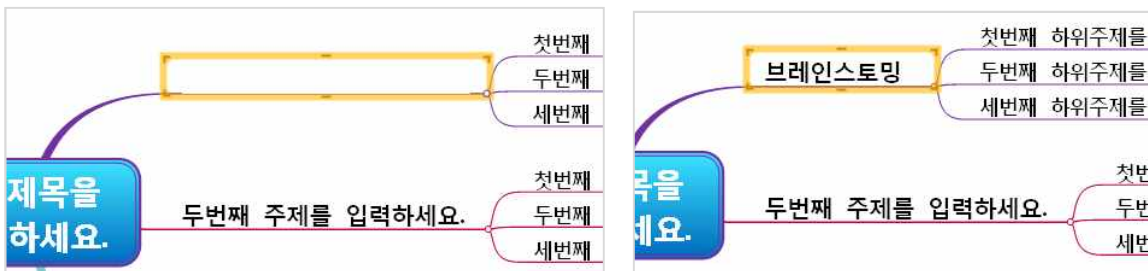 첫번째
두번째
세번째
제목을
하세요.
두번째 주제를 입력하세요.
첫번째
두번째
세번째
브레인스토밍
첫번째 하위주제를
두번째 하위주제를
세번째 하위주제를
목을
세요.
두번째 주제를 입력하세요.
첫번
두번
세번